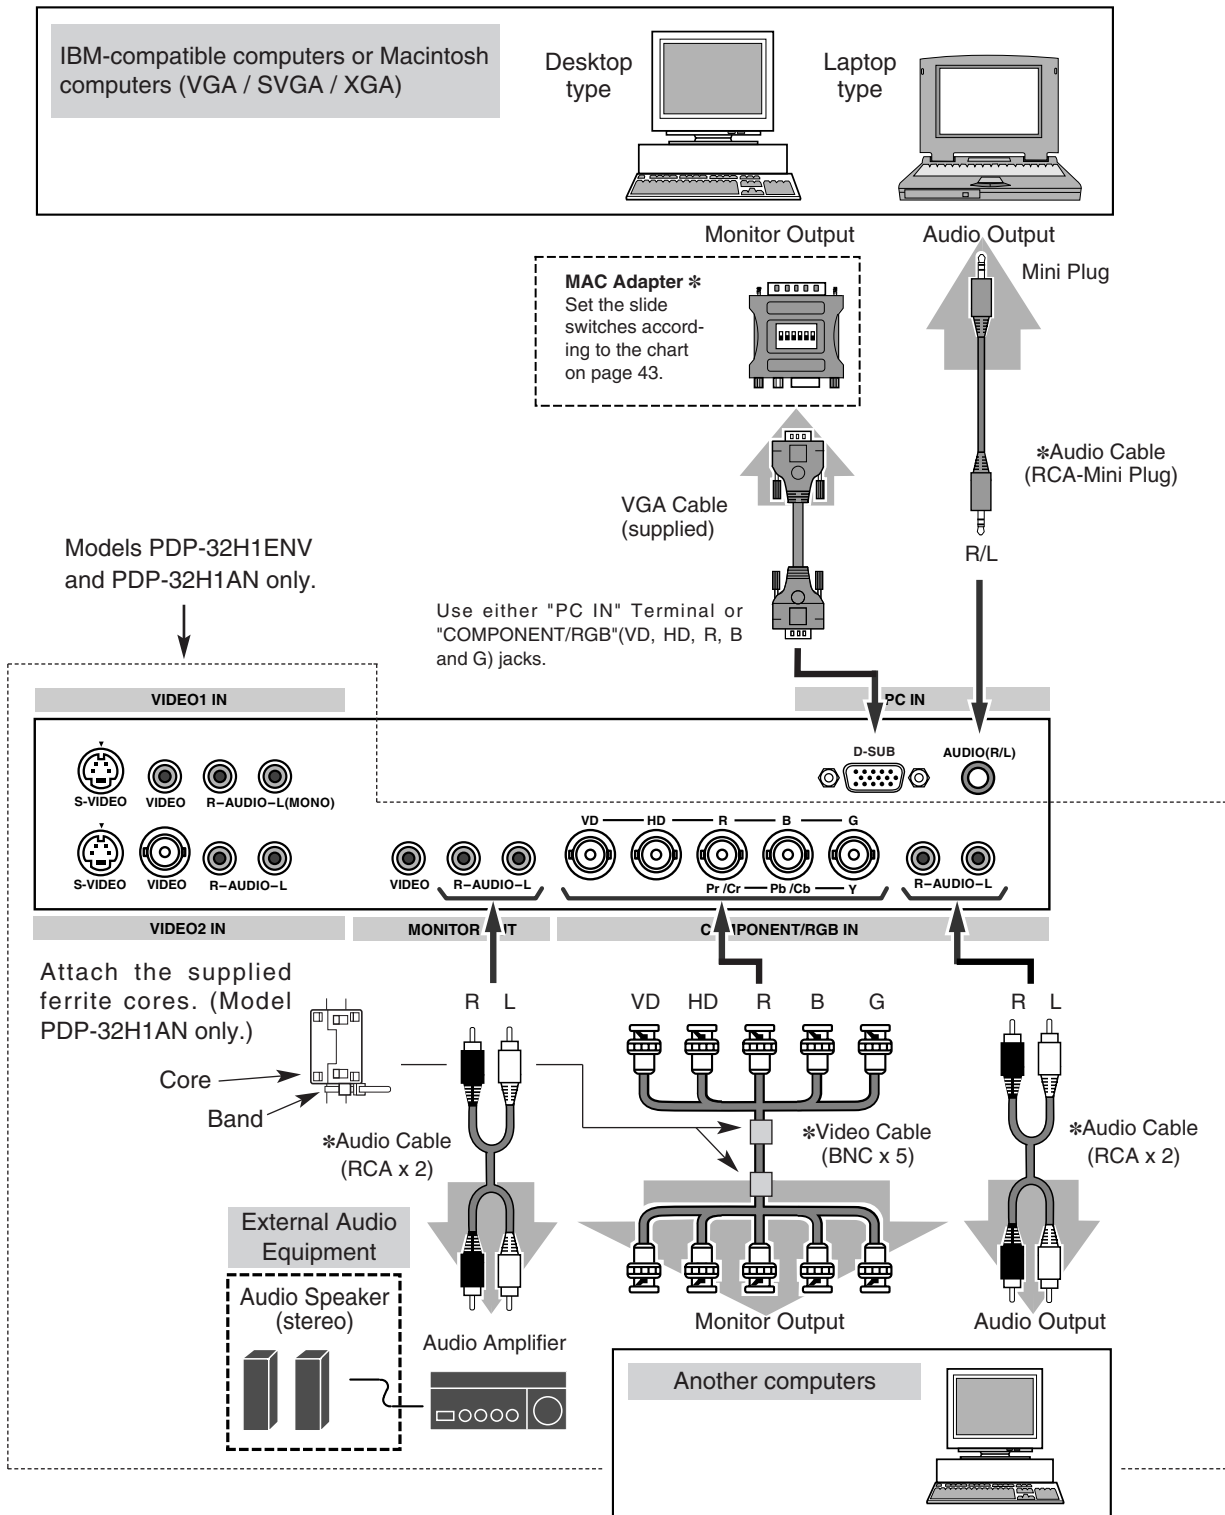 IBM-compatible computers or Macintosh
computers (VGA / SVGA / XGA)
Desktop
type
Laptop
type
Monitor Output
Audio Output
MAC Adapter ✻
Set the slide
switches accord-
ing to the chart
on page 43.
Mini Plug
✻Audio Cable
(RCA-Mini Plug)
VGA Cable
(supplied)
R/L
Models PDP-32H1ENV
and PDP-32H1AN only.
Use either "PC IN" Terminal or
"COMPONENT/RGB"(VD, HD, R, B
and G) jacks.
VIDEO1 IN
PC IN
D-SUB
AUDIO(R/L)
S-VIDEO
VIDEO
R–AUDIO–L(MONO)
VD
HD
R
B
G
S-VIDEO
VIDEO
R–AUDIO–L
VIDEO
R–AUDIO–L
Pr /Cr
Pb /Cb
Y
R–AUDIO–L
VIDEO2 IN
MONITOR OUT
COMPONENT/RGB IN
Attach the supplied
ferrite cores. (Model
PDP-32H1AN only.)
R L
VD HD R B G
R L
Core
Band
✻Audio Cable
(RCA x 2)
✻Video Cable
(BNC x 5)
✻Audio Cable
(RCA x 2)
External Audio
Equipment
Audio Speaker
(stereo)
Audio Amplifier
Monitor Output
Audio Output
Another computers